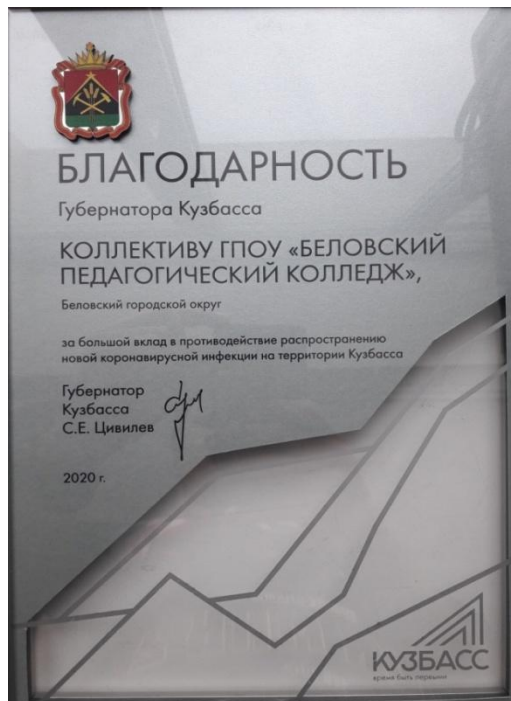 БЛАГОДАРНОСТЬ
Губернатора Кузбасса
КОЛЛЕКТИВУ ГПОУ «БЕЛОВСКИЙ
ПЕДАГОГИЧЕСКИЙ КОЛЛЕДЖ»,
Беловский городской округ
за большой вклад в противодействие распространению
новой коронавирусной инфекции на территории Кузбасса
Губернатор
Кузбасса
С.Е. Цивилев
2020 г.
КУЗБАСС
время быть первыми